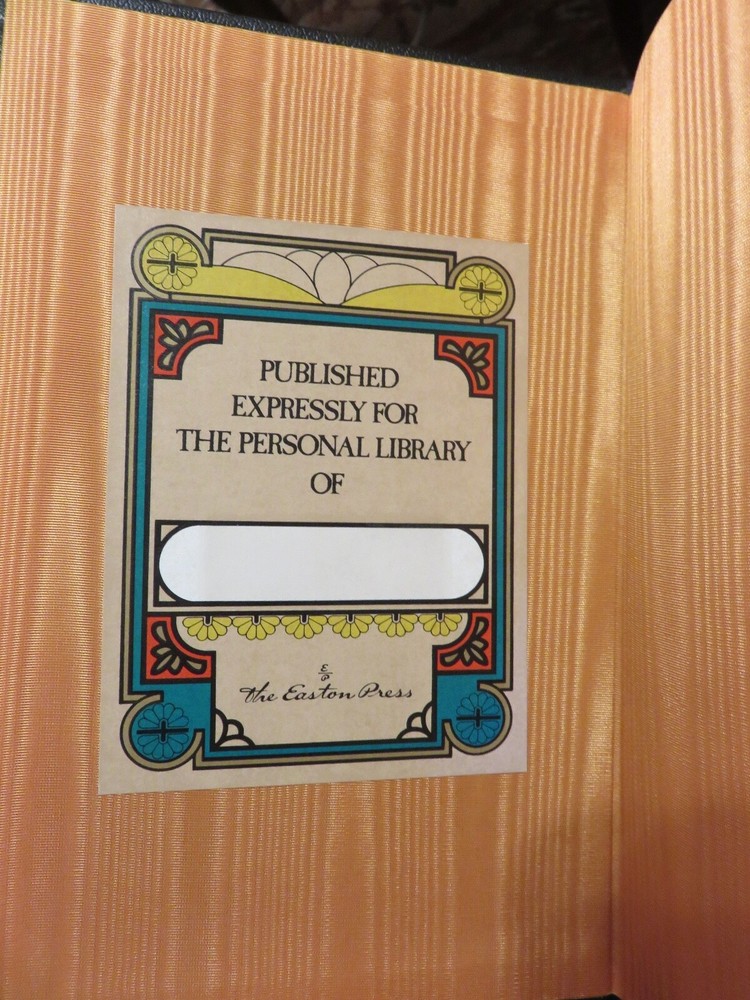 PUBLISHED
EXPRESSLY FOR
THE PERSONAL LIBRARY
OF
E
P
The Easton Press